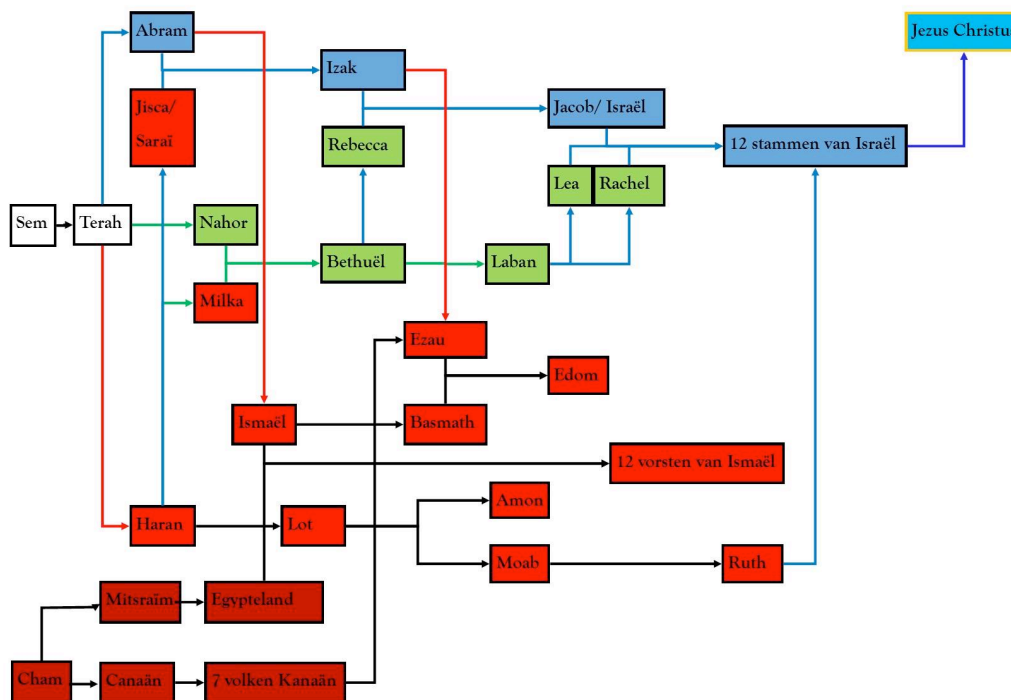 Abram
Jezus Christu
Izak
Jisca/
Saraï
Jacob/ Israël
Rebecca
12 stammen van Israël
Lea
Rachel
Sem
Terah
Nahor
Bethuël
Laban
Milka
Ezau
Edom
Ismaël
Basmath
12 vorsten van Ismaël
Amon
Haran
Lot
Moab
Ruth
Mitsraïm
Egypteland
Cham
Canaän
7 volken Kanaän